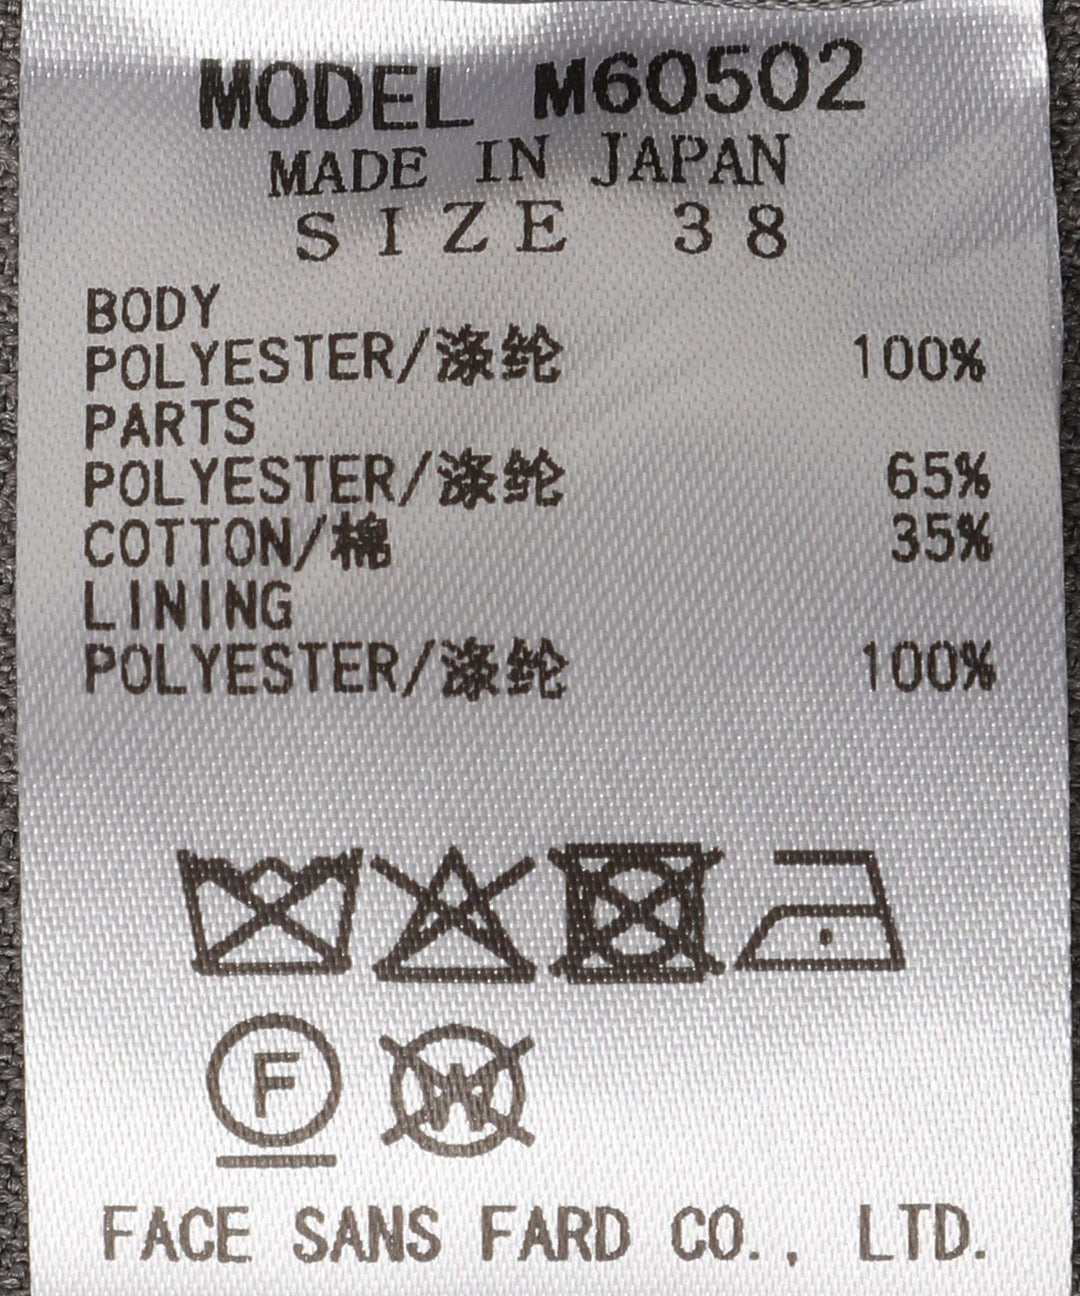 MODEL M60502
MADE IN JAPAN
SIZE 38
BODY
POLYESTER/涤纶 100%
PARTS
POLYESTER/涤纶 65%
COTTON/棉 35%
LINING
POLYESTER/涤纶 100%
F W
FACE SANS FARD CO., LTD.